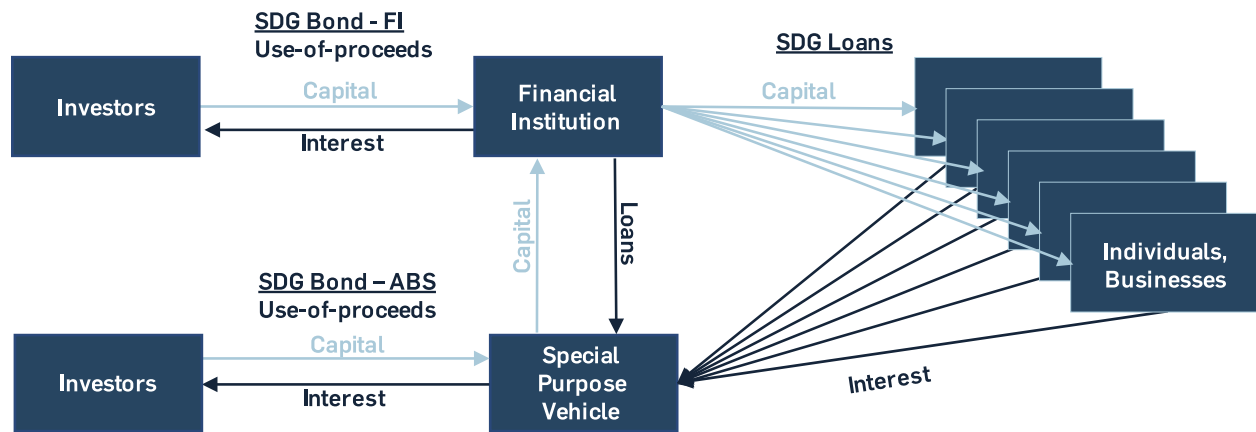 SDG Bond - FI
Use-of-proceeds
SDG Loans
Investors
Capital
Interest
Financial
Institution
Capital
Capital
Loans
Individuals,
Businesses
SDG Bond – ABS
Use-of-proceeds
Investors
Capital
Interest
Special
Purpose
Vehicle
Interest